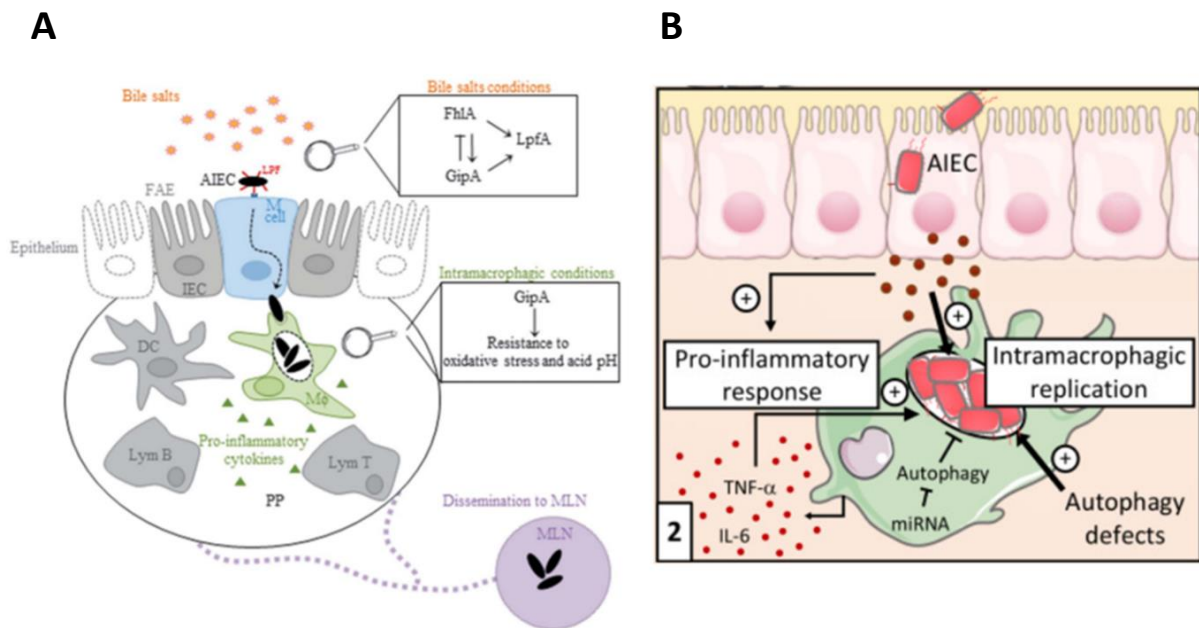 A
B
Bile salts
Bile salts conditions
FhlA
LpfA
GipA
AIEC
LPF
FAE
M
cell
Epithelium
IEC
Intramacrophagic conditions
GipA
Resistance to
oxidative stress and acid pH
DC
Mφ
Pro-inflammatory
cytokines
Lym B
Lym T
PP
Dissemination to MLN
MLN
AIEC
+
+
Pro-inflammatory
response
Intramacrophagic
replication
+
TNF-α
IL-6
Autophagy
miRNA
+
Autophagy
defects
2